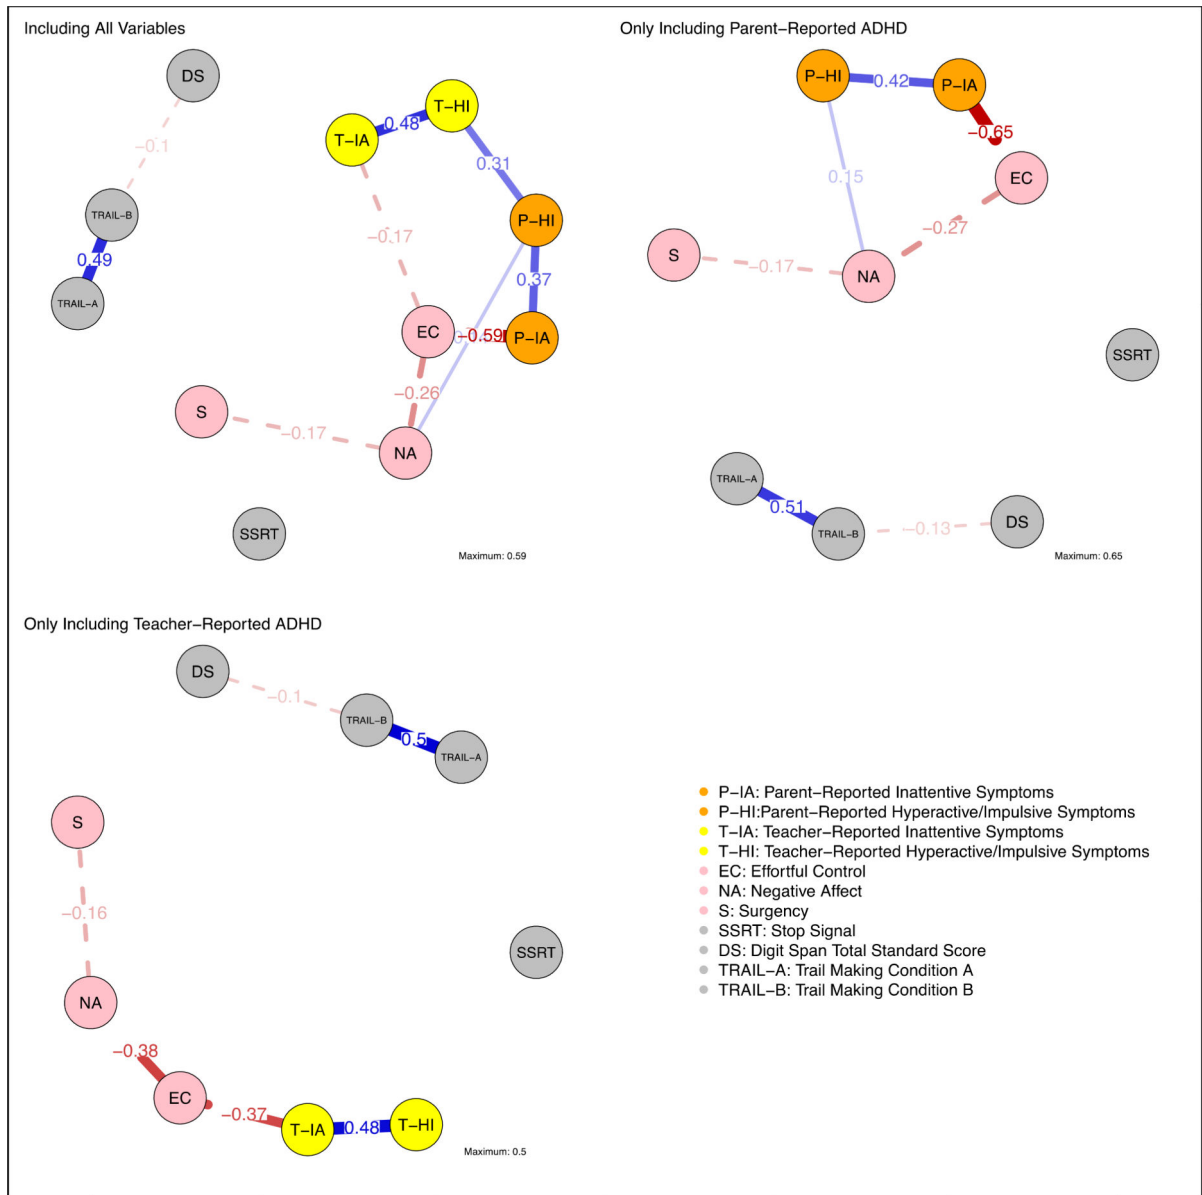 Including All Variables
DS
−0.1
TRAIL−B
0.49
TRAIL−A
T−HI
0.48
T−IA
0.31
P−HI
−0.17
0.37
EC
−0.59
P−IA
−0.26
S
−0.17
NA
SSRT
Maximum: 0.59
Only Including Parent−Reported ADHD
P−HI
0.42
P−IA
−0.65
0.15
EC
−0.27
S
−0.17
NA
SSRT
TRAIL−A
0.51
TRAIL−B
−0.13
DS
Maximum: 0.65
Only Including Teacher−Reported ADHD
DS
−0.1
TRAIL−B
0.5
TRAIL−A
S
−0.16
NA
SSRT
−0.38
EC
−0.37
T−IA
0.48
T−HI
Maximum: 0.5
P−IA: Parent−Reported Inattentive Symptoms
P−HI:Parent−Reported Hyperactive/Impulsive Symptoms
T−IA: Teacher−Reported Inattentive Symptoms
T−HI: Teacher−Reported Hyperactive/Impulsive Symptoms
EC: Effortful Control
NA: Negative Affect
S: Surgency
SSRT: Stop Signal
DS: Digit Span Total Standard Score
TRAIL−A: Trail Making Condition A
TRAIL−B: Trail Making Condition B